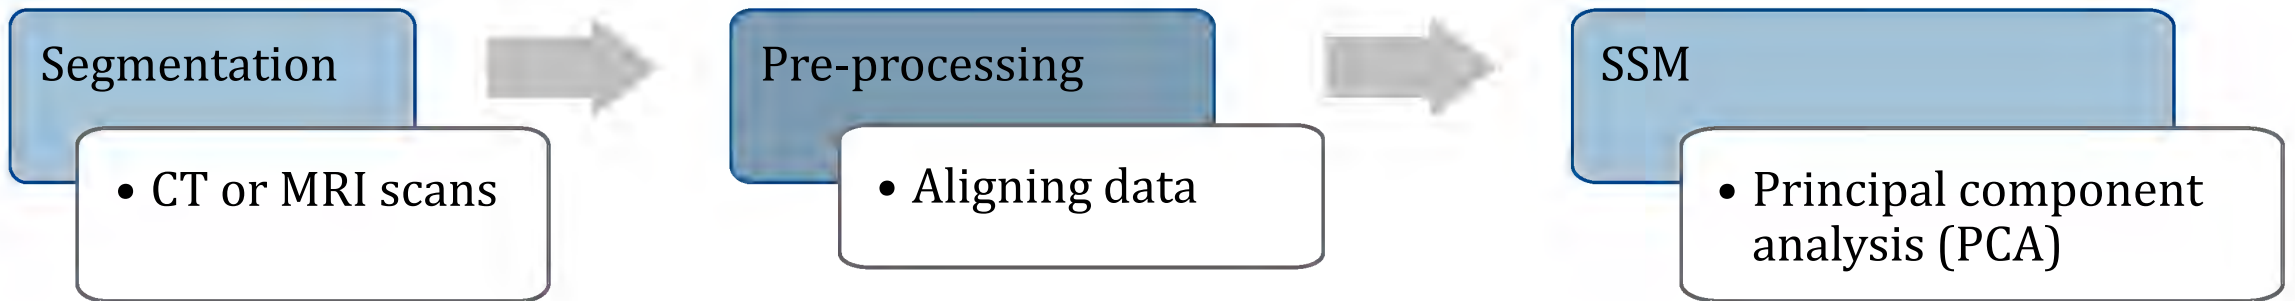 Segmentation
• CT or MRI scans
Pre-processing
• Aligning data
SSM
• Principal component
analysis (PCA)